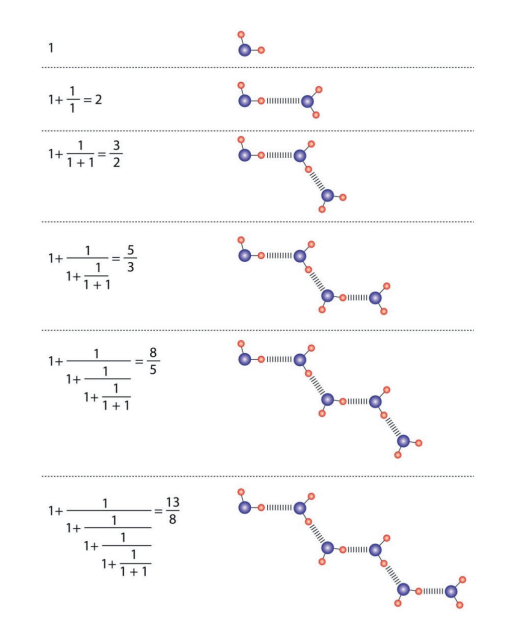 1
1+ 1/1 = 2
1+ 1/(1+1) = 3/2
1+ 1/(1+ 1/(1+1)) = 5/3
1+ 1/(1+ 1/(1+ 1/(1+1))) = 8/5
1+ 1/(1+ 1/(1+ 1/(1+ 1/(1+1)))) = 13/8